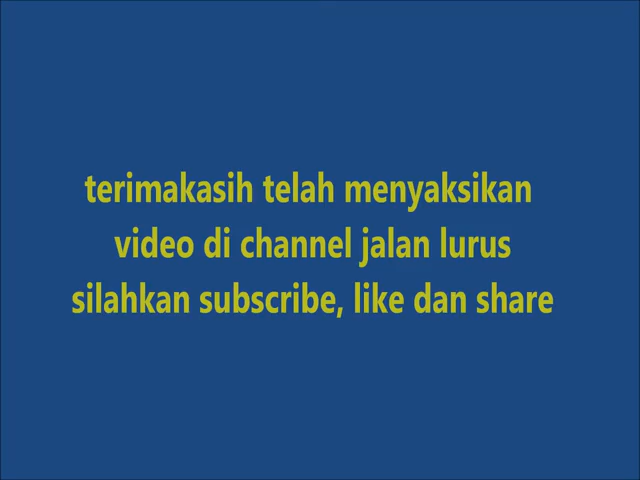 terimakasih telah menyaksikan
video di channel jalan lurus
silahkan subscribe, like dan share